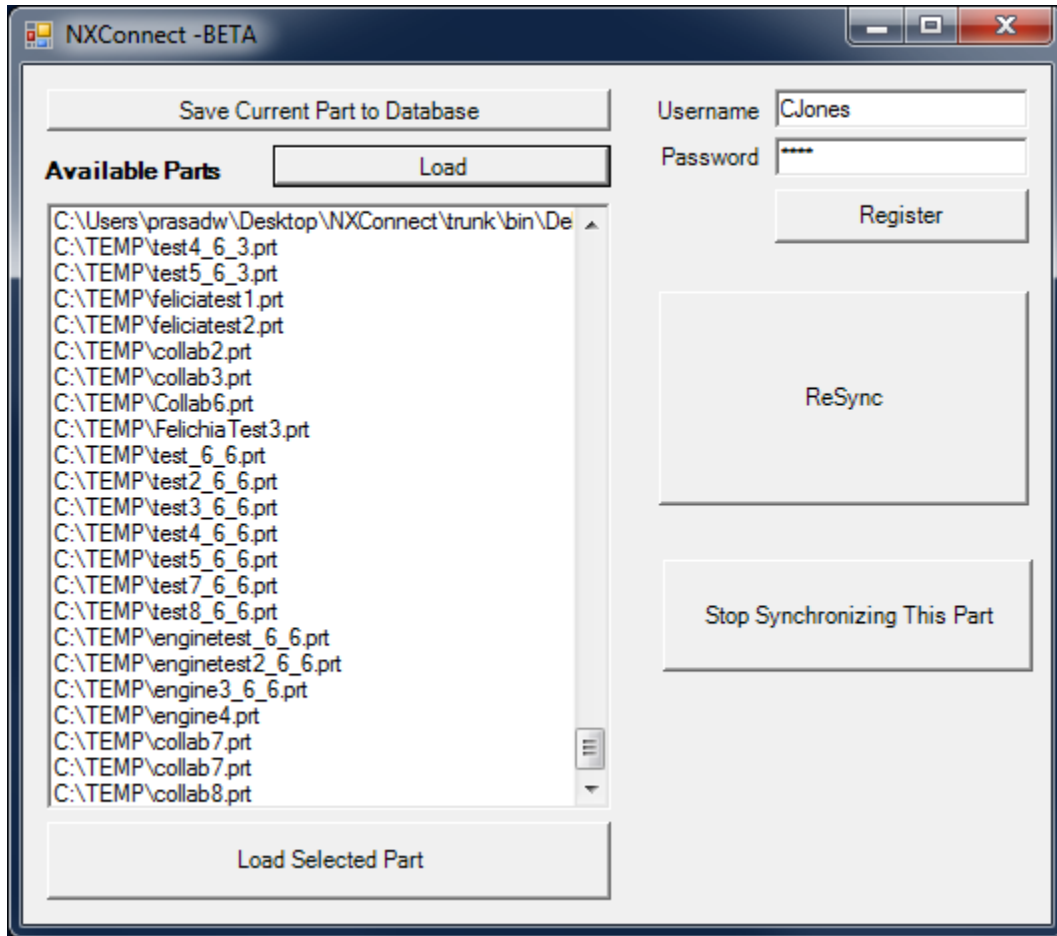 NXConnect -BETA
Save Current Part to Database
Username CJones
Available Parts
Load
Password ****
Register
C:\Users\prasadw\Desktop\NXConnect\trunk\bin\De
C:\TEMP\test4_6_3.prt
C:\TEMP\test5_6_3.prt
C:\TEMP\feliciatest1.prt
C:\TEMP\feliciatest2.prt
C:\TEMP\collab2.prt
C:\TEMP\collab3.prt
C:\TEMP\Collab6.prt
C:\TEMP\FelichiaTest3.prt
C:\TEMP\test_6_6.prt
C:\TEMP\test2_6_6.prt
C:\TEMP\test3_6_6.prt
C:\TEMP\test4_6_6.prt
C:\TEMP\test5_6_6.prt
C:\TEMP\test7_6_6.prt
C:\TEMP\test8_6_6.prt
C:\TEMP\enginetest_6_6.prt
C:\TEMP\enginetest2_6_6.prt
C:\TEMP\engine3_6_6.prt
C:\TEMP\engine4.prt
C:\TEMP\collab7.prt
C:\TEMP\collab7.prt
C:\TEMP\collab8.prt
ReSync
Stop Synchronizing This Part
Load Selected Part